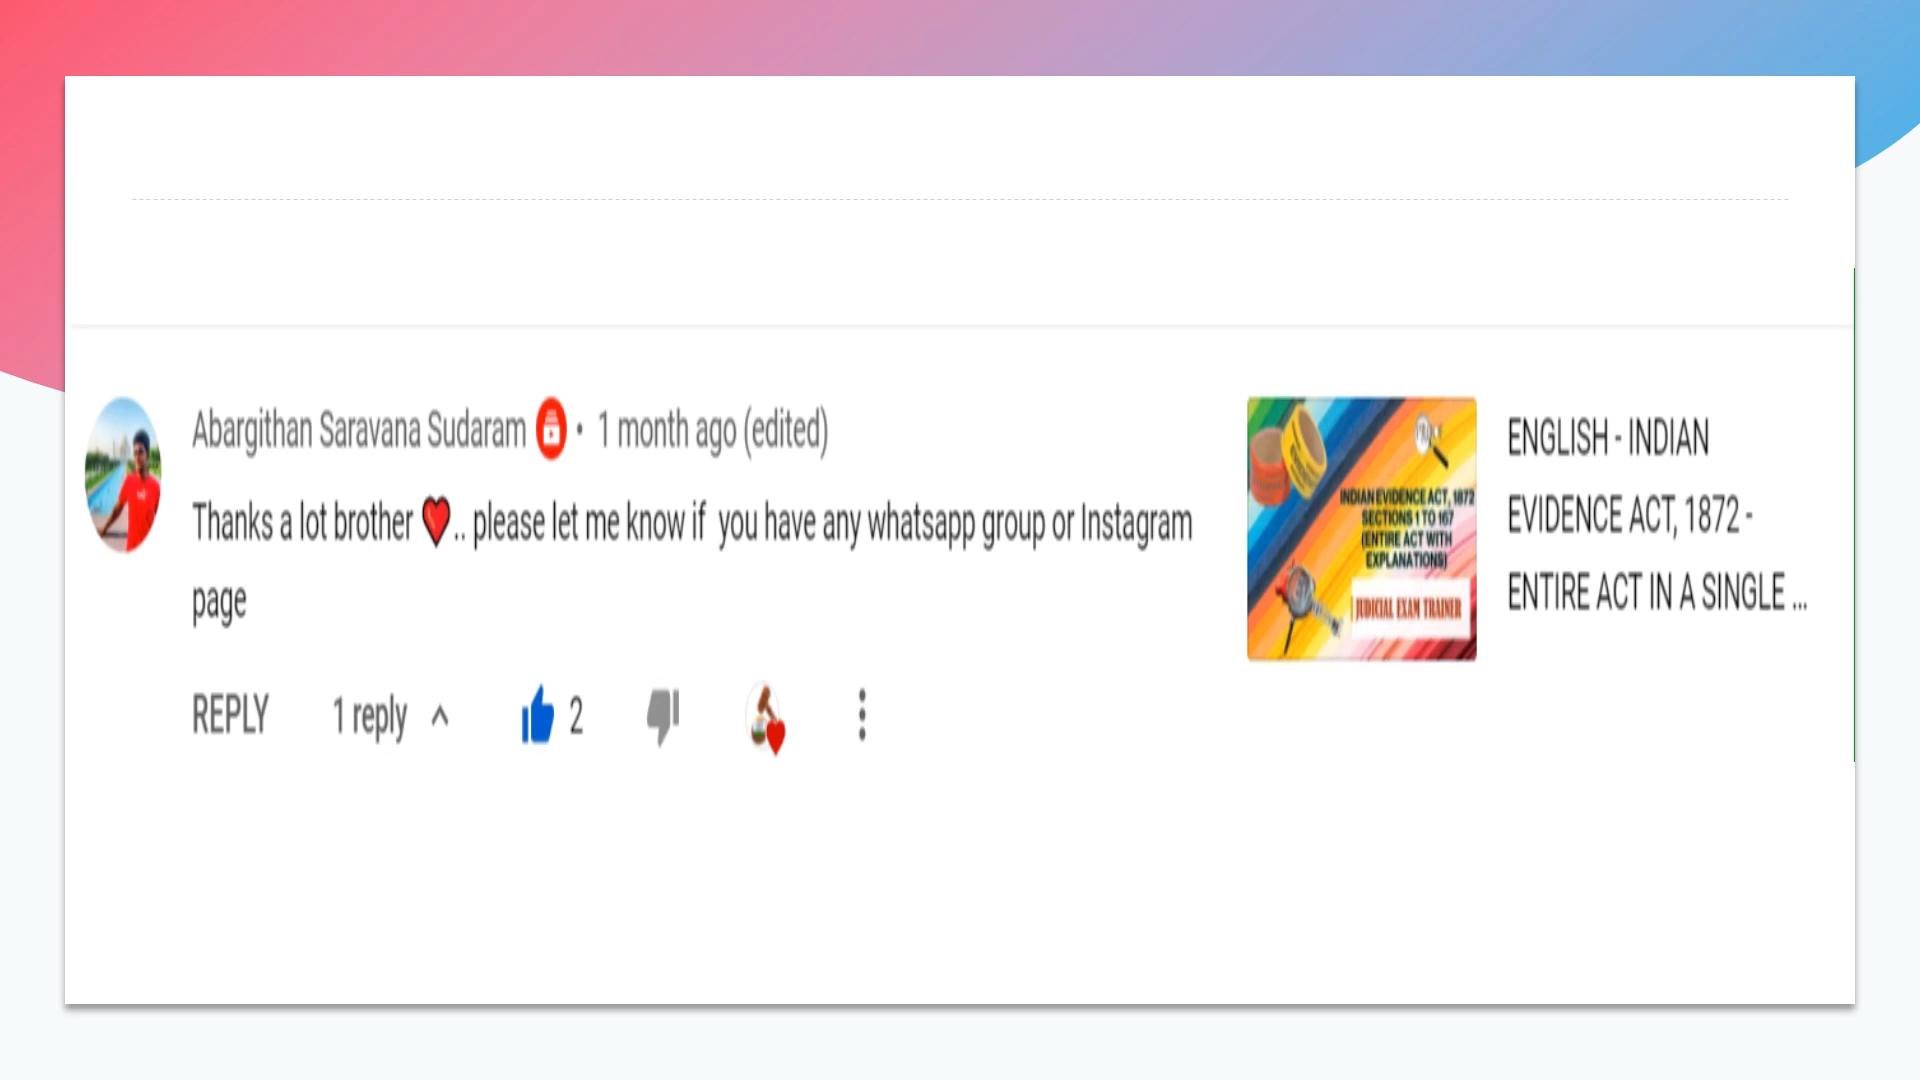 Abargithan Saravana Sudaram • 1 month ago (edited)
Thanks a lot brother ❤️.. please let me know if you have any whatsapp group or Instagram
page
REPLY 1 reply 2
INDIAN EVIDENCE ACT, 1872
SECTIONS 1 TO 167
(ENTIRE ACT WITH
EXPLANATIONS)
JUDICIAL EXAM TRAINER
ENGLISH - INDIAN
EVIDENCE ACT, 1872 -
ENTIRE ACT IN A SINGLE ...